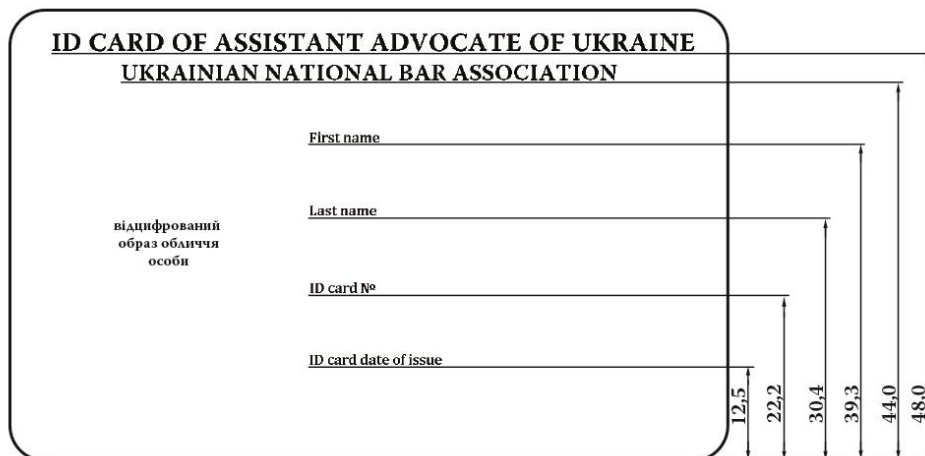 ID CARD OF ASSISTANT ADVOCATE OF UKRAINE
UKRAINIAN NATIONAL BAR ASSOCIATION
First name
Last name
відцифрований
образ обличчя
особи
ID card №
ID card date of issue
12,5
22,2
30,4
39,3
44,0
48,0